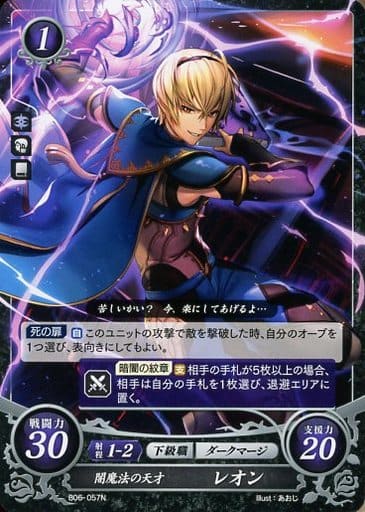 1
苦しいかい? 今、楽にしてあげるよ…
死の扉 自 このユニットの攻撃で敵を撃破した時、自分のオーブを
1つ選び、表向きにしてもよい。
暗闇の紋章 支 相手の手札が5枚以上の場合、
相手は自分の手札を1枚選び、退避エリアに
置く。
戦闘力
30
射程 1-2
下級職
ダークマージ
支援力
20
闇魔法の天才 レオン
B06-057N
Illust:あおじ